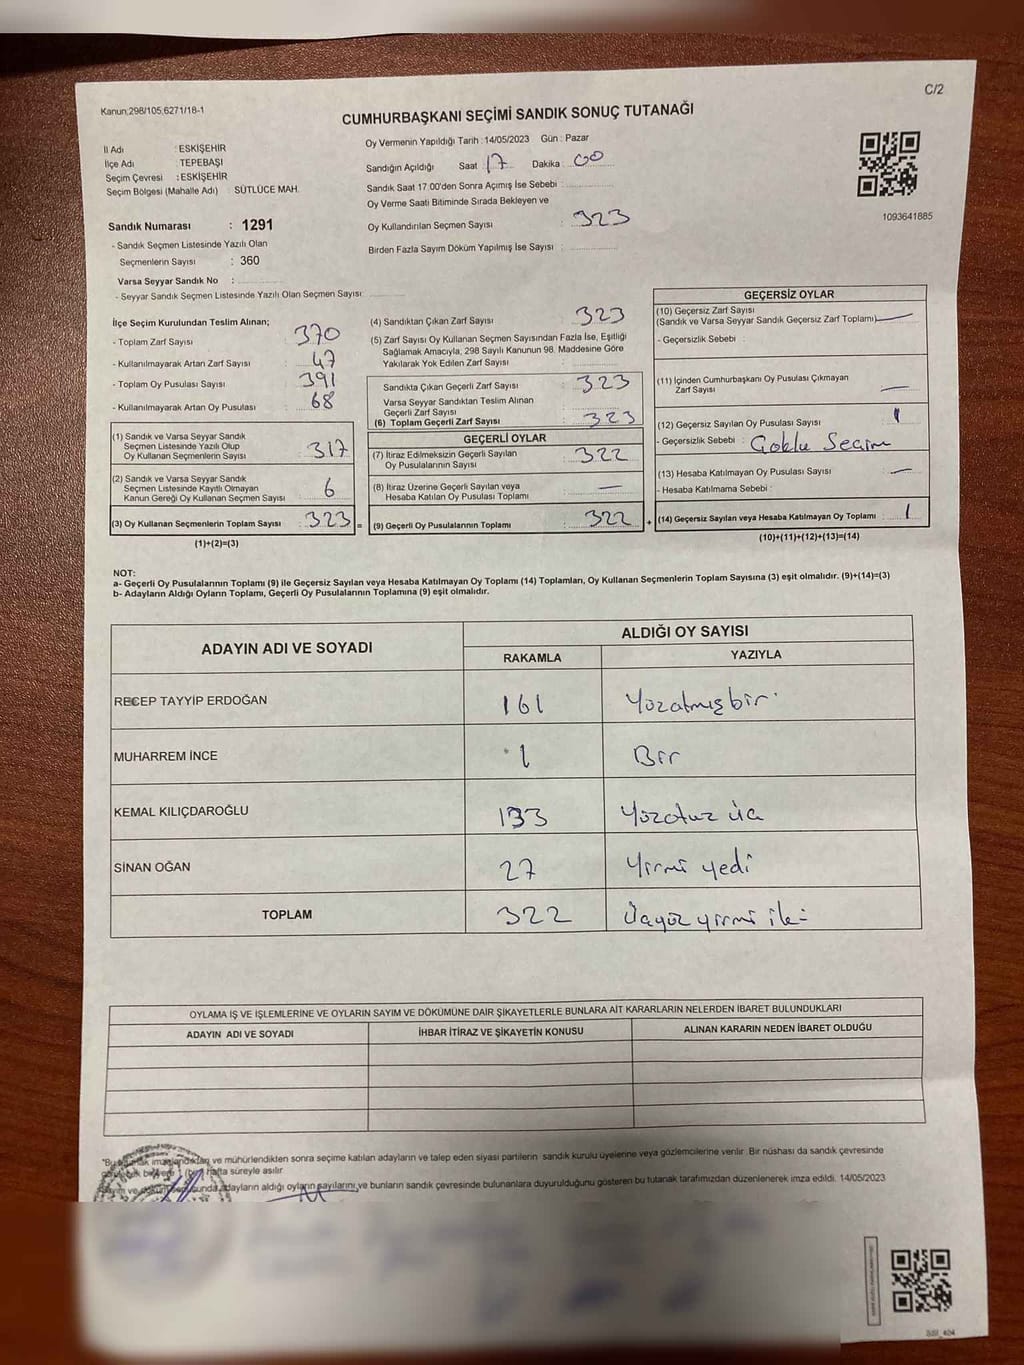 C/2
Kanun;298/105,6271/18-1
CUMHURBAŞKANI SEÇİMİ SANDIK SONUÇ TUTANAĞI
İl Adı : ESKİŞEHİR
İlçe Adı : TEPEBAŞI
Seçim Çevresi : ESKİŞEHİR
Seçim Bölgesi (Mahalle Adı) : SÜTLÜCE MAH.
Sandık Numarası : 1291
- Sandık Seçmen Listesinde Yazılı Olan
Seçmenlerin Sayısı : 360
Varsa Seyyar Sandık No :
- Seyyar Sandık Seçmen Listesinde Yazılı Olan Seçmen Sayısı:
Oy Vermenin Yapıldığı Tarih : 14/05/2023 Gün : Pazar
Sandığın Açıldığı Saat 17 Dakika : 00
Sandık Saat 17:00'den Sonra Açımış İse Sebebi :
Oy Verme Saati Bitiminde Sırada Bekleyen ve
Oy Kullandırılan Seçmen Sayısı : 323
Birden Fazla Sayım Döküm Yapılmış İse Sayısı :
1093641885
İlçe Seçim Kurulundan Teslim Alınan;
- Toplam Zarf Sayısı : 370
- Kullanılmayarak Artan Zarf Sayısı : 47
- Toplam Oy Pusulası Sayısı : 391
- Kullanılmayarak Artan Oy Pusulası : 68
(1) Sandık ve Varsa Seyyar Sandık
Seçmen Listesinde Yazılı Olup
Oy Kullanan Seçmenlerin Sayısı : 317
(2) Sandık ve Varsa Seyyar Sandık
Seçmen Listesinde Kayıtlı Olmayan
Kanun Gereği Oy Kullanan Seçmen Sayısı : 6
(3) Oy Kullanan Seçmenlerin Toplam Sayısı : 323 =
(1)+(2)=(3)
(4) Sandıktan Çıkan Zarf Sayısı : 323
(5) Zarf Sayısı Oy Kullanan Seçmen Sayısından Fazla İse, Eşitliği
Sağlamak Amacıyla, 298 Sayılı Kanunun 98. Maddesine Göre
Yakılarak Yok Edilen Zarf Sayısı :
Sandıkta Çıkan Geçerli Zarf Sayısı : 323
Varsa Seyyar Sandıktan Teslim Alınan
Geçerli Zarf Sayısı :
(6) Toplam Geçerli Zarf Sayısı : 323
GEÇERLİ OYLAR
(7) İtiraz Edilmeksizin Geçerli Sayılan
Oy Pusulalarının Sayısı : 322
(8) İtiraz Üzerine Geçerli Sayılan veya
Hesaba Katılan Oy Pusulası Toplamı : —
(9) Geçerli Oy Pusulalarının Toplamı : 322 +
GEÇERSİZ OYLAR
(10) Geçersiz Zarf Sayısı
(Sandık ve Varsa Seyyar Sandık Geçersiz Zarf Toplamı) : —
- Geçersizlik Sebebi :
(11) İçinden Cumhurbaşkanı Oy Pusulası Çıkmayan
Zarf Sayısı : —
(12) Geçersiz Sayılan Oy Pusulası Sayısı : 1
- Geçersizlik Sebebi : Çoklu Seçim
(13) Hesaba Katılmayan Oy Pusulası Sayısı : —
- Hesaba Katılmama Sebebi :
(14) Geçersiz Sayılan veya Hesaba Katılmayan Oy Toplamı : 1
(10)+(11)+(12)+(13)=(14)
NOT:
a- Geçerli Oy Pusulalarının Toplamı (9) ile Geçersiz Sayılan veya Hesaba Katılmayan Oy Toplamı (14) Toplamları, Oy Kullanan Seçmenlerin Toplam Sayısına (3) eşit olmalıdır. (9)+(14)=(3)
b- Adayların Aldığı Oyların Toplamı, Geçerli Oy Pusulalarının Toplamına (9) eşit olmalıdır.
ADAYIN ADI VE SOYADI
ALDIĞI OY SAYISI
RAKAMLA YAZIYLA
RECEP TAYYİP ERDOĞAN 161 Yüzatmışbir
MUHARREM İNCE 1 Bir
KEMAL KILIÇDAROĞLU 133 Yüzotuz üç
SİNAN OĞAN 27 Yirmi yedi
TOPLAM 322 Üçyüz yirmi iki
OYLAMA İŞ VE İŞLEMLERİNE VE OYLARIN SAYIM VE DÖKÜMÜNE DAİR ŞİKAYETLERLE BUNLARA AİT KARARLARIN NELERDEN İBARET BULUNDUKLARI
ADAYIN ADI VE SOYADI İHBAR İTİRAZ VE ŞİKAYETİN KONUSU ALINAN KARARIN NEDEN İBARET OLDUĞU
"Bu tutanak imzalandıktan ve mühürlendikten sonra seçime katılan adayların ve talep eden siyasi partilerin sandık kurulu üyelerine veya gözlemcilerine verilir. Bir nüshası da sandık çevresinde
(bir) hafta süreyle asılır.
Sayım ve döküm sonucunda, adayların aldığı oyların sayılarını ve bunların sandık çevresinde bulunanlara duyurulduğunu gösteren bu tutanak tarafımızdan düzenlenerek imza edildi. 14/05/2023